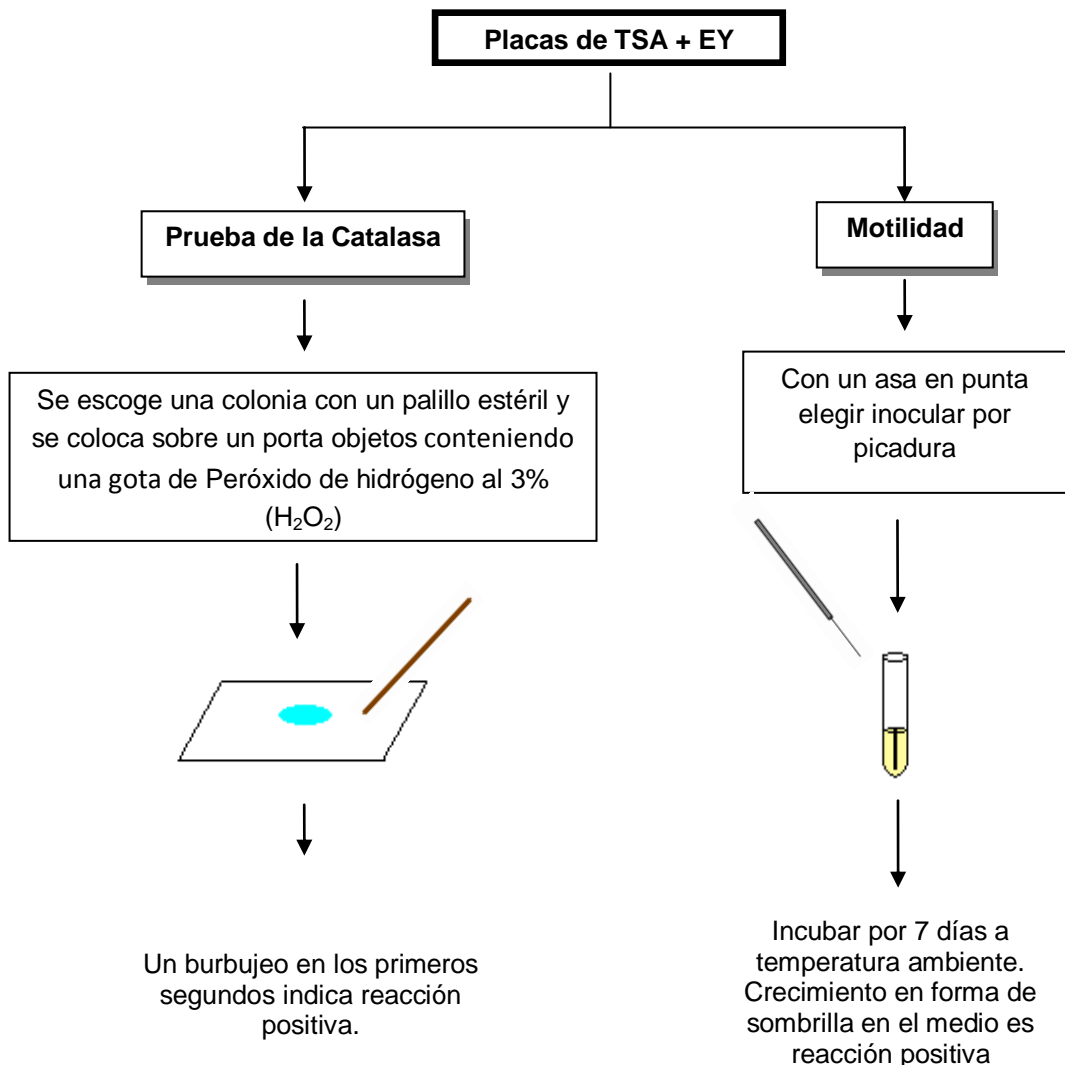 Placas de TSA + EY
Prueba de la Catalasa
Se escoge una colonia con un palillo estéril y
se coloca sobre un porta objetos conteniendo
una gota de Peróxido de hidrógeno al 3%
(H₂O₂)
Un burbujeo en los primeros
segundos indica reacción
positiva.
Motilidad
Con un asa en punta
elegir inocular por
picadura
Incubar por 7 días a
temperatura ambiente.
Crecimiento en forma de
sombrilla en el medio es
reacción positiva